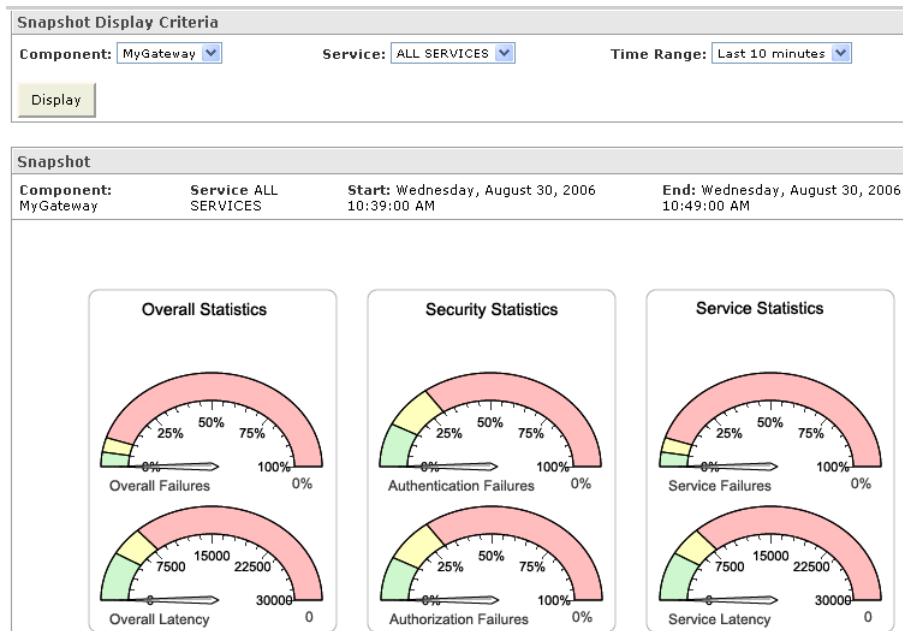 Snapshot Display Criteria
Component: MyGateway Service: ALL SERVICES Time Range: Last 10 minutes
Display
Snapshot
Component: MyGateway
Service ALL SERVICES
Start: Wednesday, August 30, 2006 10:39:00 AM
End: Wednesday, August 30, 2006 10:49:00 AM
Overall Statistics
0% 25% 50% 75% 100%
Overall Failures 0%
0 7500 15000 22500 30000
Overall Latency 0
Security Statistics
0% 25% 50% 75% 100%
Authentication Failures 0%
0% 25% 50% 75% 100%
Authorization Failures 0%
Service Statistics
0% 25% 50% 75% 100%
Service Failures 0%
0 7500 15000 22500 30000
Service Latency 0